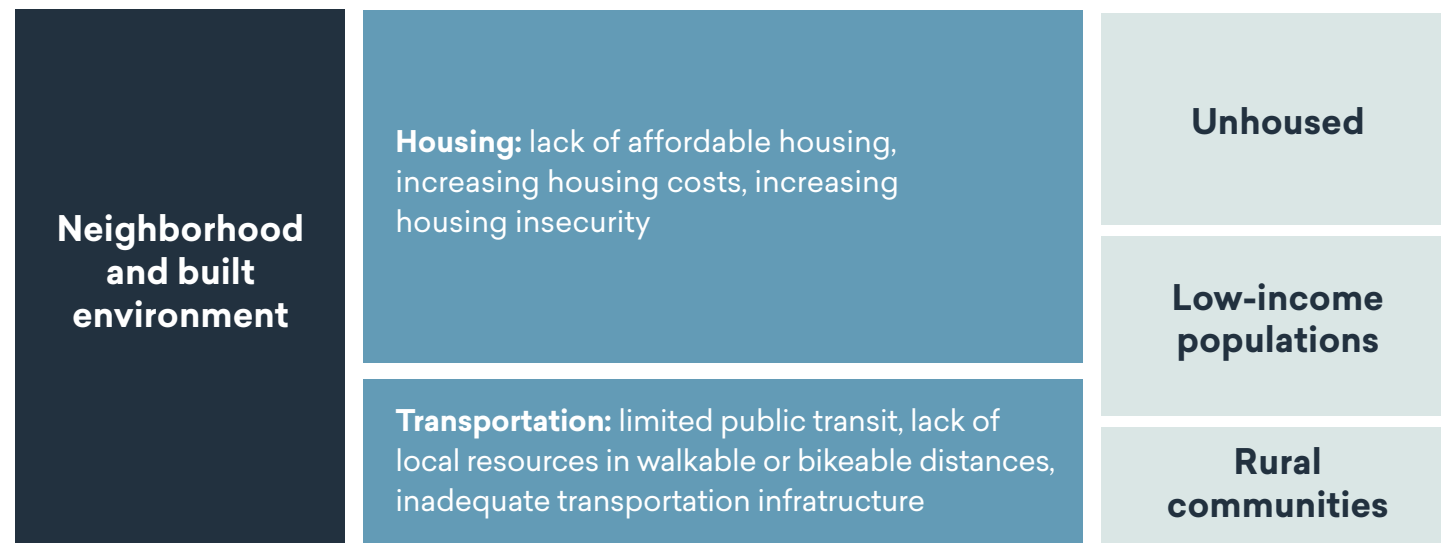 Neighborhood
and built
environment
Housing: lack of affordable housing,
increasing housing costs, increasing
housing insecurity
Transportation: limited public transit, lack of
local resources in walkable or bikeable distances,
inadequate transportation infratructure
Unhoused
Low-income
populations
Rural
communities